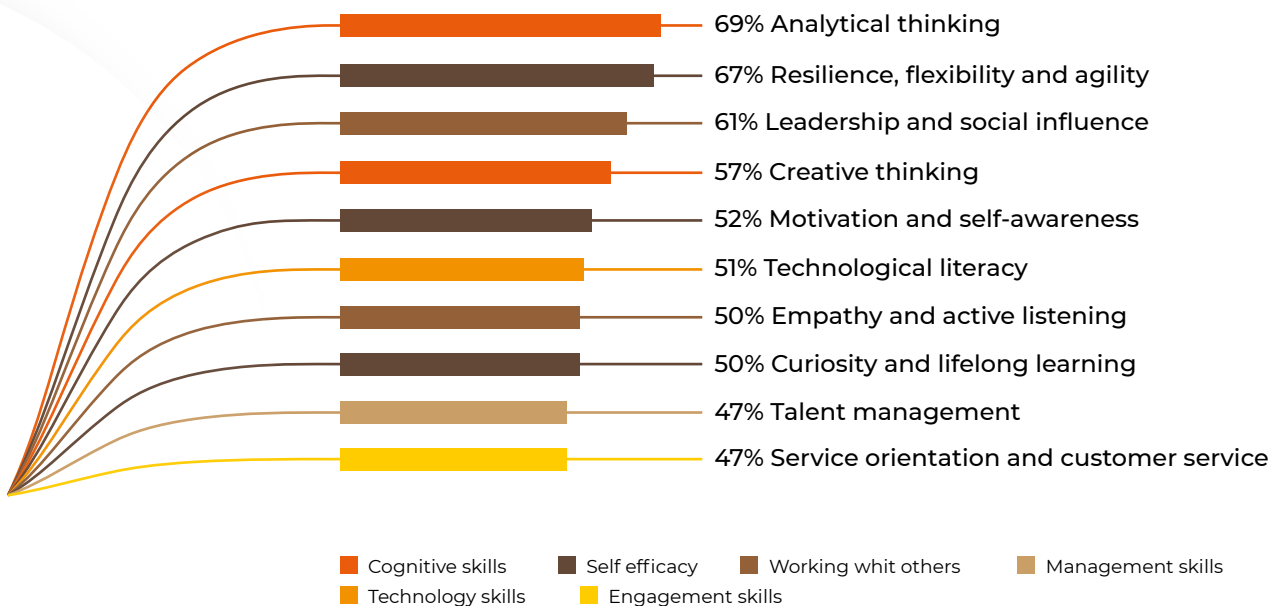 69% Analytical thinking
67% Resilience, flexibility and agility
61% Leadership and social influence
57% Creative thinking
52% Motivation and self-awareness
51% Technological literacy
50% Empathy and active listening
50% Curiosity and lifelong learning
47% Talent management
47% Service orientation and customer service
Cognitive skills Self efficacy Working whit others Management skills
Technology skills Engagement skills